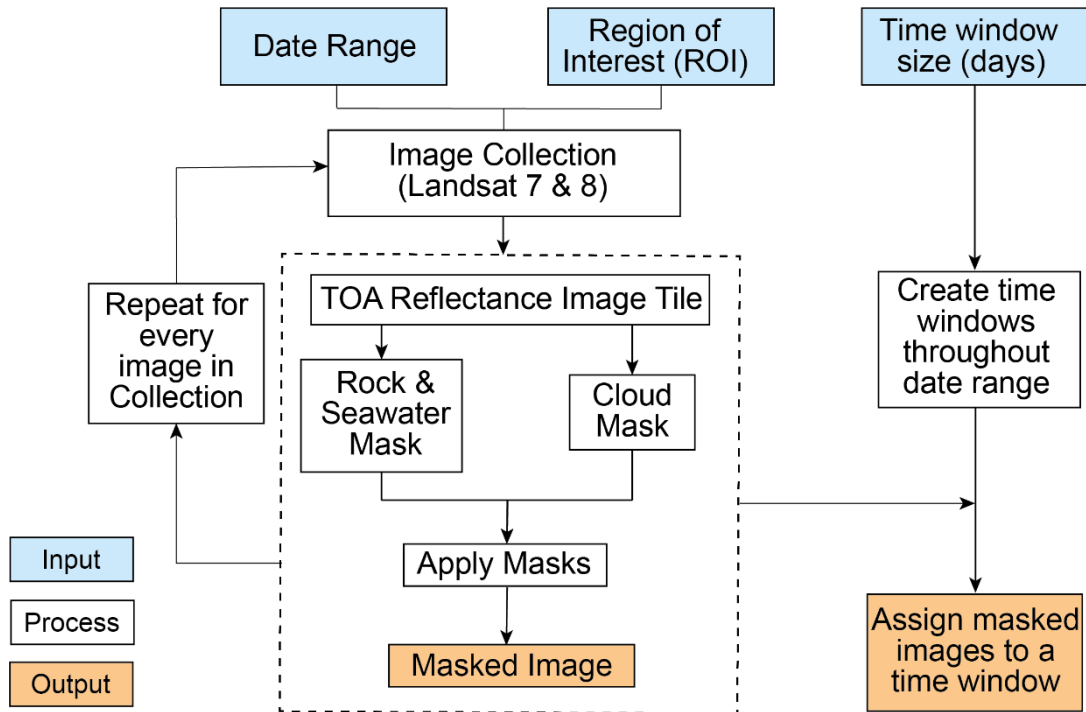 Date Range
Region of
Interest (ROI)
Time window
size (days)
Image Collection
(Landsat 7 & 8)
TOA Reflectance Image Tile
Repeat for
every
image in
Collection
Create time
windows
throughout
date range
Rock &
Seawater
Mask
Cloud
Mask
Apply Masks
Masked Image
Assign masked
images to a
time window
Input
Process
Output